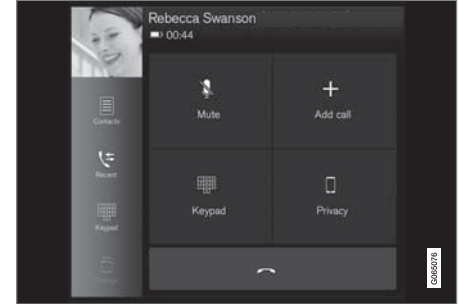 Rebecca Swanson
00:44
Mute
Add call
Contacts
Recent
Keypad
Privacy
Keypad
G065076